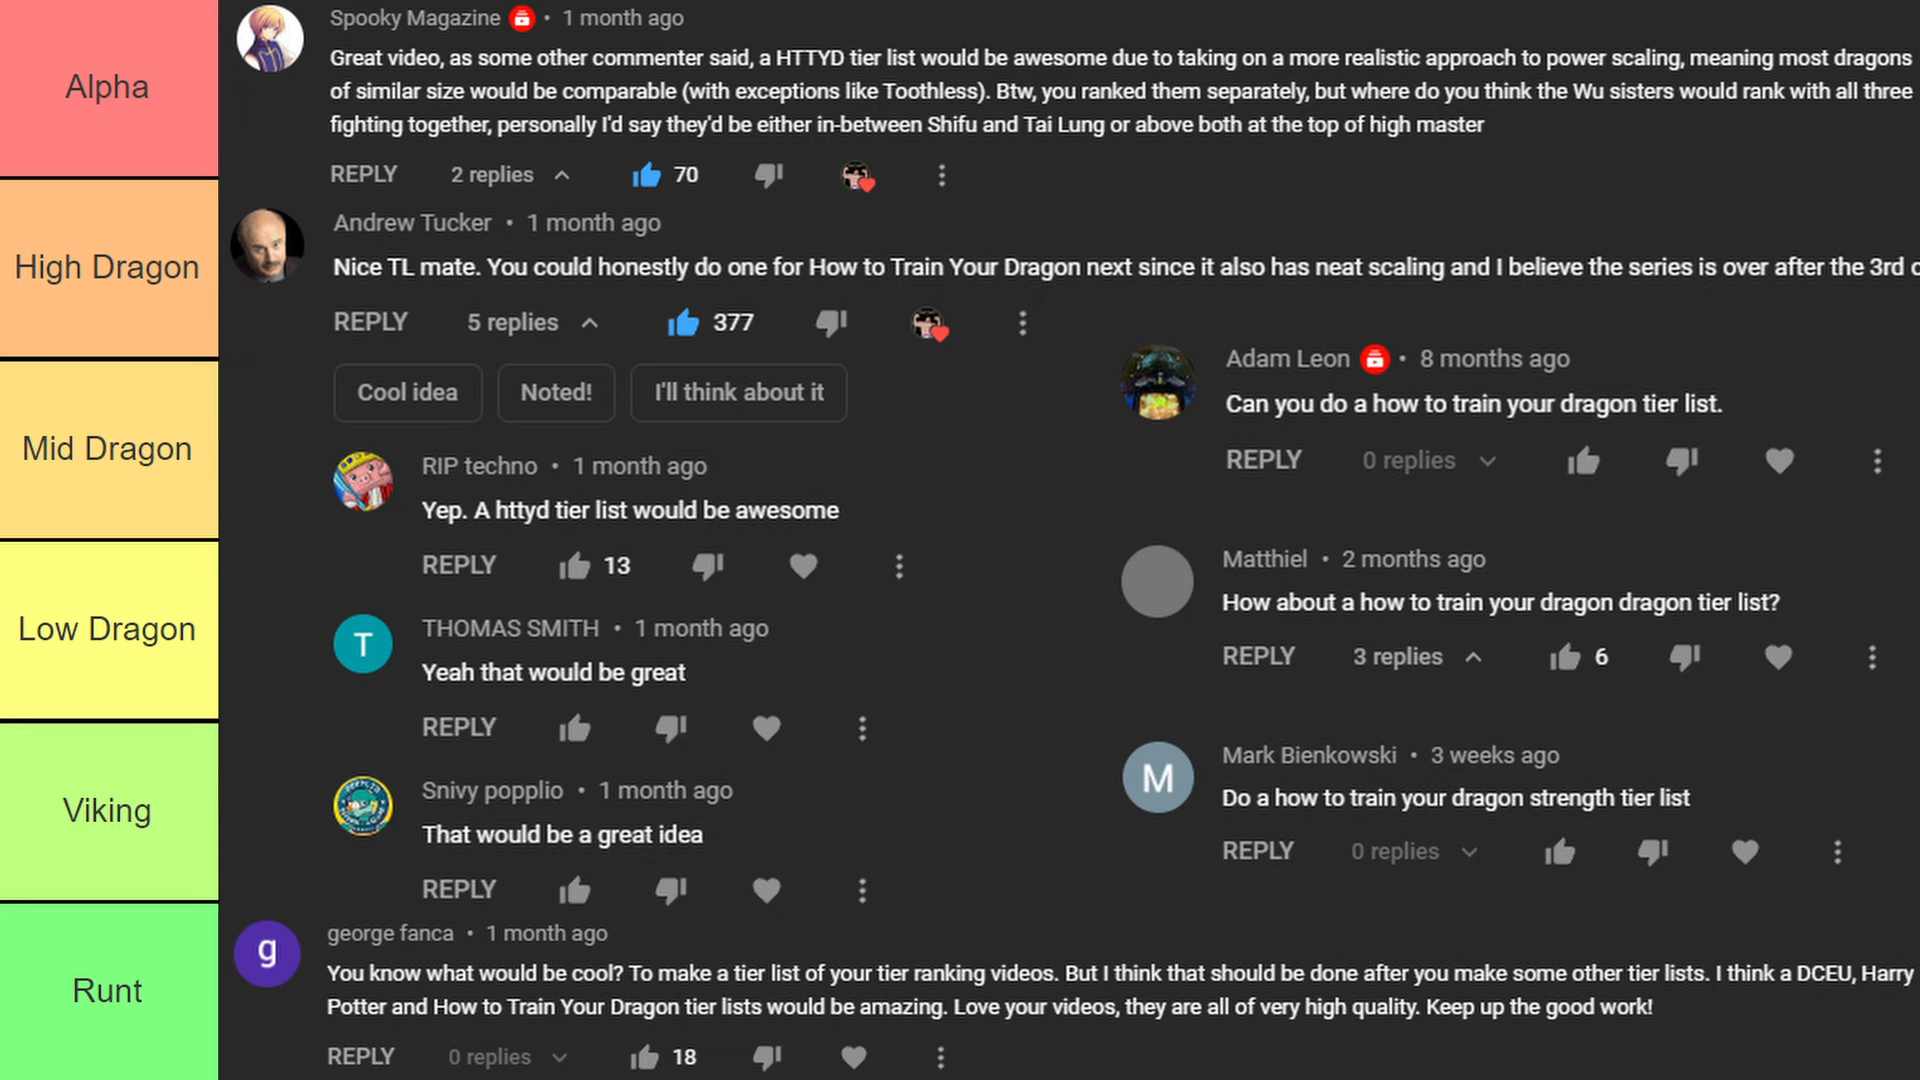 Alpha
High Dragon
Mid Dragon
Low Dragon
Viking
Runt
Spooky Magazine • 1 month ago
Great video, as some other commenter said, a HTTYD tier list would be awesome due to taking on a more realistic approach to power scaling, meaning most dragons
of similar size would be comparable (with exceptions like Toothless). Btw, you ranked them separately, but where do you think the Wu sisters would rank with all three
fighting together, personally I'd say they'd be either in-between Shifu and Tai Lung or above both at the top of high master
REPLY 2 replies 70
Andrew Tucker • 1 month ago
Nice TL mate. You could honestly do one for How to Train Your Dragon next since it also has neat scaling and I believe the series is over after the 3rd
REPLY 5 replies 377
Cool idea Noted! I'll think about it
RIP techno • 1 month ago
Yep. A httyd tier list would be awesome
REPLY 13
THOMAS SMITH • 1 month ago
T
Yeah that would be great
REPLY
Snivy popplio • 1 month ago
That would be a great idea
REPLY
Adam Leon • 8 months ago
Can you do a how to train your dragon tier list.
REPLY 0 replies
Matthiel • 2 months ago
How about a how to train your dragon dragon tier list?
REPLY 3 replies 6
Mark Bienkowski • 3 weeks ago
M
Do a how to train your dragon strength tier list
REPLY 0 replies
george fanca • 1 month ago
g
You know what would be cool? To make a tier list of your tier ranking videos. But I think that should be done after you make some other tier lists. I think a DCEU, Harry
Potter and How to Train Your Dragon tier lists would be amazing. Love your videos, they are all of very high quality. Keep up the good work!
REPLY 0 replies 18